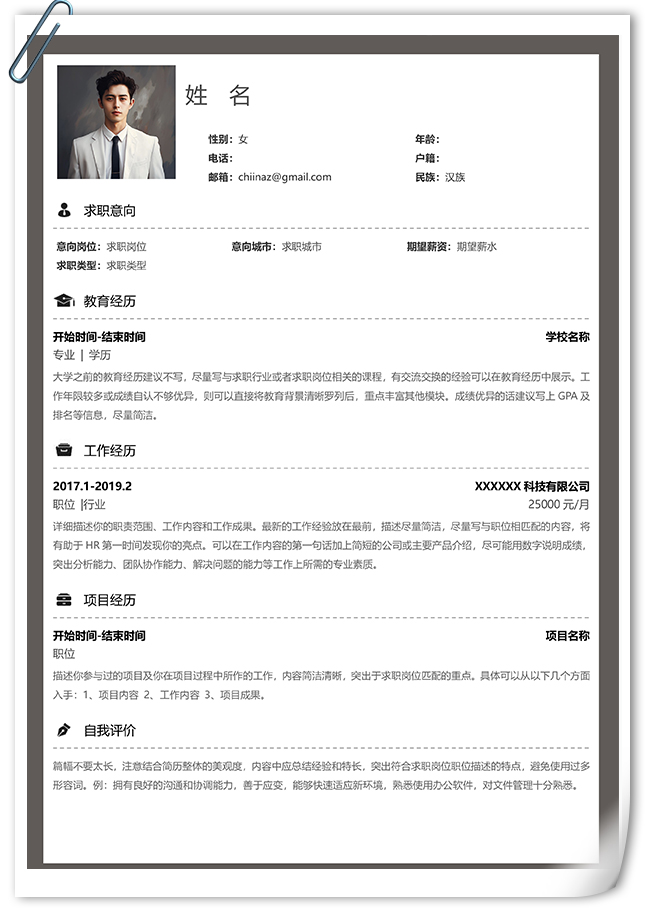 姓 名
性别：女 年龄：
电话： 户籍：
邮箱：chiinaz@gmail.com 民族：汉族
求职意向
意向岗位：求职岗位 意向城市：求职城市 期望薪资：期望薪水
求职类型：求职类型
教育经历
开始时间-结束时间 学校名称
专业 | 学历
大学之前的教育经历建议不写，尽量写与求职行业或者求职岗位相关的课程，有交流交换的经验可以在教育经历中展示。工
作年限较多或成绩自认不够优异，则可以直接将教育背景清晰罗列后，重点丰富其他模块。成绩优异的话建议写上 GPA 及
排名等信息，尽量简洁。
工作经历
2017.1-2019.2 XXXXXX 科技有限公司
职位 |行业 25000 元/月
详细描述你的职责范围、工作内容和工作成果。最新的工作经验放在最前，描述尽量简洁，尽量写与职位相匹配的内容，将
有助于 HR 第一时间发现你的亮点。可以在工作内容的第一句话加上简短的公司或主要产品介绍，尽可能用数字说明成绩，
突出分析能力、团队协作能力、解决问题的能力等工作上所需的专业素质。
项目经历
开始时间-结束时间 项目名称
职位
描述你参与过的项目及你在项目过程中所作的工作，内容简洁清晰，突出于求职岗位匹配的重点。具体可以从以下几个方面
入手：1、项目内容 2、工作内容 3、项目成果。
自我评价
篇幅不要太长，注意结合简历整体的美观度，内容中应总结经验和特长，突出符合求职岗位职位描述的特点，避免使用过多
形容词。例：拥有良好的沟通和协调能力，善于应变，能够快速适应新环境，熟悉使用办公软件，对文件管理十分熟悉。